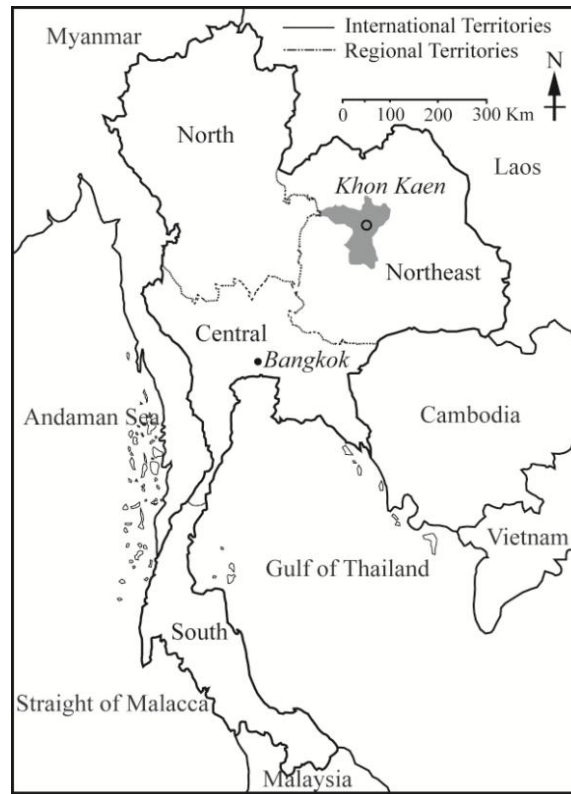 Myanmar
International Territories
Regional Territories
N
0 100 200 300 Km
North
Laos
Khon Kaen
Northeast
Central
Bangkok
Andaman Sea
Cambodia
Vietnam
Gulf of Thailand
South
Straight of Malacca
Malaysia